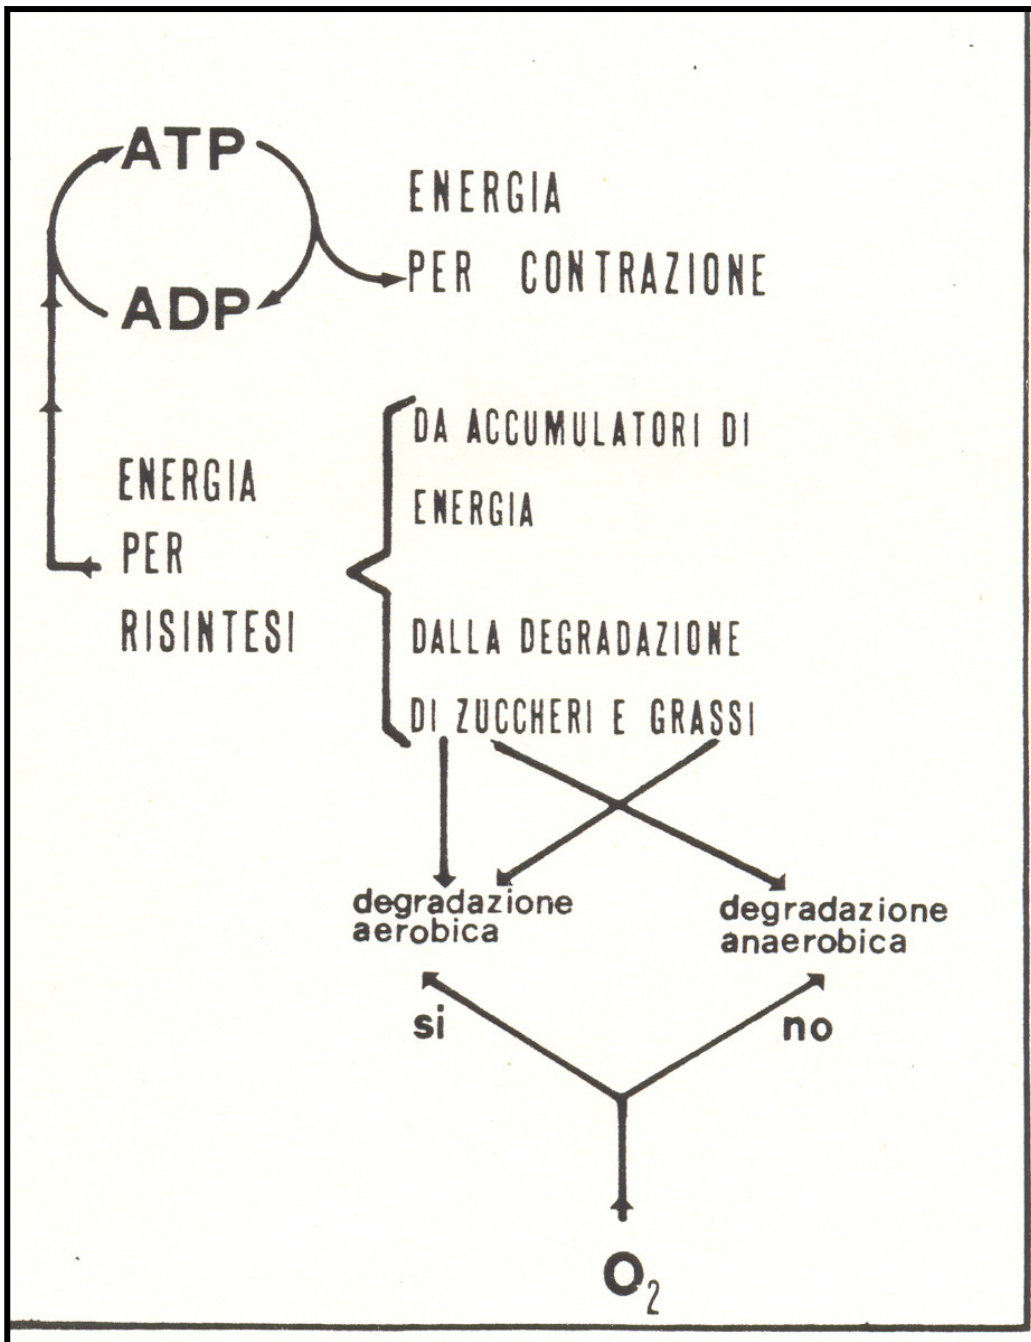 ATP
ENERGIA
PER CONTRAZIONE
ADP
DA ACCUMULATORI DI
ENERGIA
ENERGIA
PER
RISINTESI
DALLA DEGRADAZIONE
DI ZUCCHERI E GRASSI
degradazione
aerobica
degradazione
anaerobica
si
no
O₂